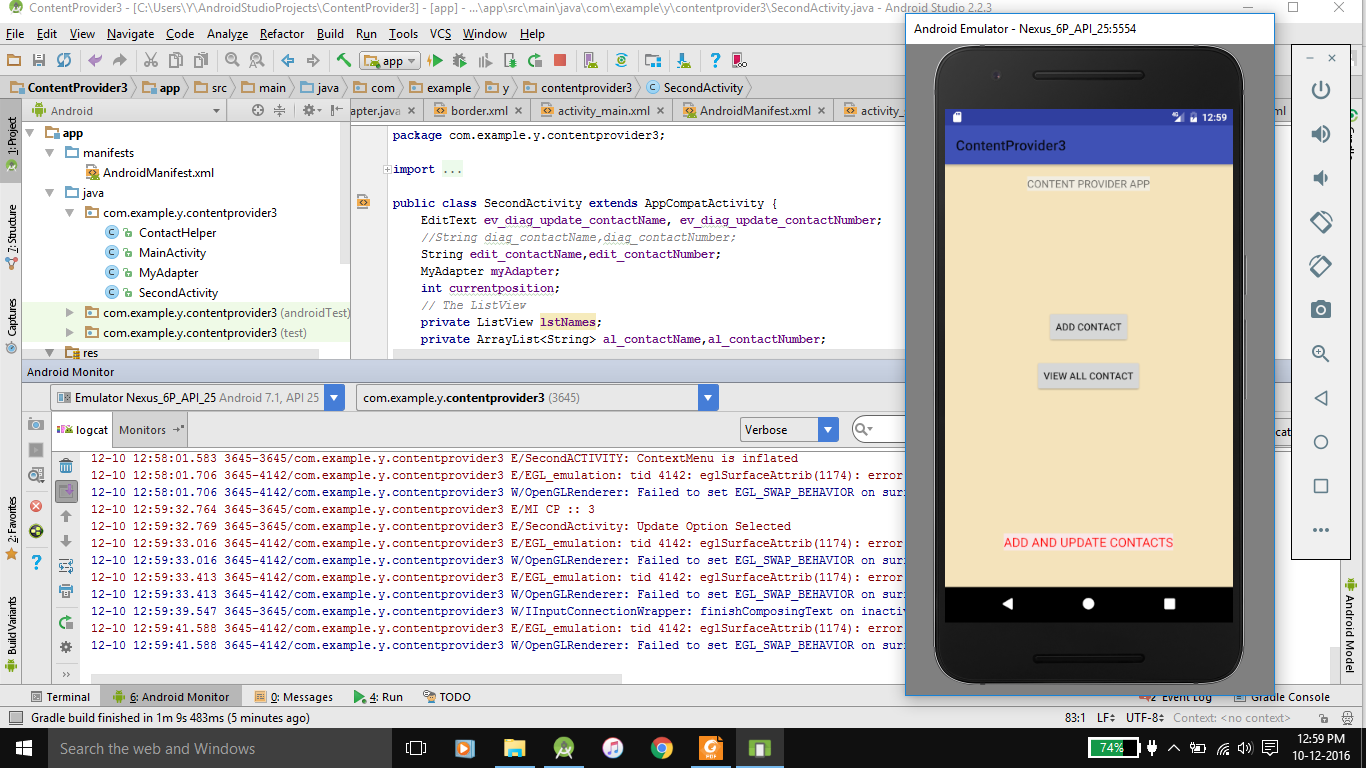 ContentProvider3 - [C:\Users\Y\AndroidStudioProjects\ContentProvider3] - [app] - ...\app\src\main\java\com\example\y\contentprovider3\SecondActivity.java - Android Studio 2.2.3
File Edit View Navigate Code Analyze Refactor Build Run Tools VCS Window Help
app
ContentProvider3 app src main java com example y contentprovider3 SecondActivity
Android
apter.java border.xml activity_main.xml AndroidManifest.xml activity_
1: Project
7: Structure
Captures
2: Favorites
Build Variants
app
manifests
AndroidManifest.xml
java
com.example.y.contentprovider3
ContactHelper
MainActivity
MyAdapter
SecondActivity
com.example.y.contentprovider3 (androidTest)
com.example.y.contentprovider3 (test)
res
package com.example.y.contentprovider3;
import ...
public class SecondActivity extends AppCompatActivity {
EditText ev_diag_update_contactName, ev_diag_update_contactNumber;
//String diag_contactName,diag_contactNumber;
String edit_contactName,edit_contactNumber;
MyAdapter myAdapter;
int currentposition;
// The ListView
private ListView lstNames;
private ArrayList<String> al_contactName,al_contactNumber;
Android Monitor
Emulator Nexus_6P_API_25 Android 7.1, API 25
com.example.y.contentprovider3 (3645)
logcat Monitors
Verbose
12-10 12:58:01.583 3645-3645/com.example.y.contentprovider3 E/SecondACTIVITY: ContextMenu is inflated
12-10 12:58:01.706 3645-4142/com.example.y.contentprovider3 E/EGL_emulation: tid 4142: eglSurfaceAttrib(1174): error
12-10 12:58:01.706 3645-4142/com.example.y.contentprovider3 W/OpenGLRenderer: Failed to set EGL_SWAP_BEHAVIOR on sur
12-10 12:59:32.764 3645-3645/com.example.y.contentprovider3 E/MI CP :: 3
12-10 12:59:32.769 3645-3645/com.example.y.contentprovider3 E/SecondActivity: Update Option Selected
12-10 12:59:33.016 3645-4142/com.example.y.contentprovider3 E/EGL_emulation: tid 4142: eglSurfaceAttrib(1174): error
12-10 12:59:33.016 3645-4142/com.example.y.contentprovider3 W/OpenGLRenderer: Failed to set EGL_SWAP_BEHAVIOR on sur
12-10 12:59:33.413 3645-4142/com.example.y.contentprovider3 E/EGL_emulation: tid 4142: eglSurfaceAttrib(1174): error
12-10 12:59:33.413 3645-4142/com.example.y.contentprovider3 W/OpenGLRenderer: Failed to set EGL_SWAP_BEHAVIOR on sur
12-10 12:59:39.547 3645-3645/com.example.y.contentprovider3 W/IInputConnectionWrapper: finishComposingText on inacti
12-10 12:59:41.588 3645-4142/com.example.y.contentprovider3 E/EGL_emulation: tid 4142: eglSurfaceAttrib(1174): error
12-10 12:59:41.588 3645-4142/com.example.y.contentprovider3 W/OpenGLRenderer: Failed to set EGL_SWAP_BEHAVIOR on sur
Android Emulator - Nexus_6P_API_25:5554
12:59
ContentProvider3
CONTENT PROVIDER APP
ADD CONTACT
VIEW ALL CONTACT
ADD AND UPDATE CONTACTS
ml
cat
Android Model
Terminal 6: Android Monitor 0: Messages 4: Run TODO
2 Event Log Gradle Console
Gradle build finished in 1m 9s 483ms (5 minutes ago)
83:1 LF UTF-8 Context: <no context>
Search the web and Windows
74%
12:59 PM
10-12-2016